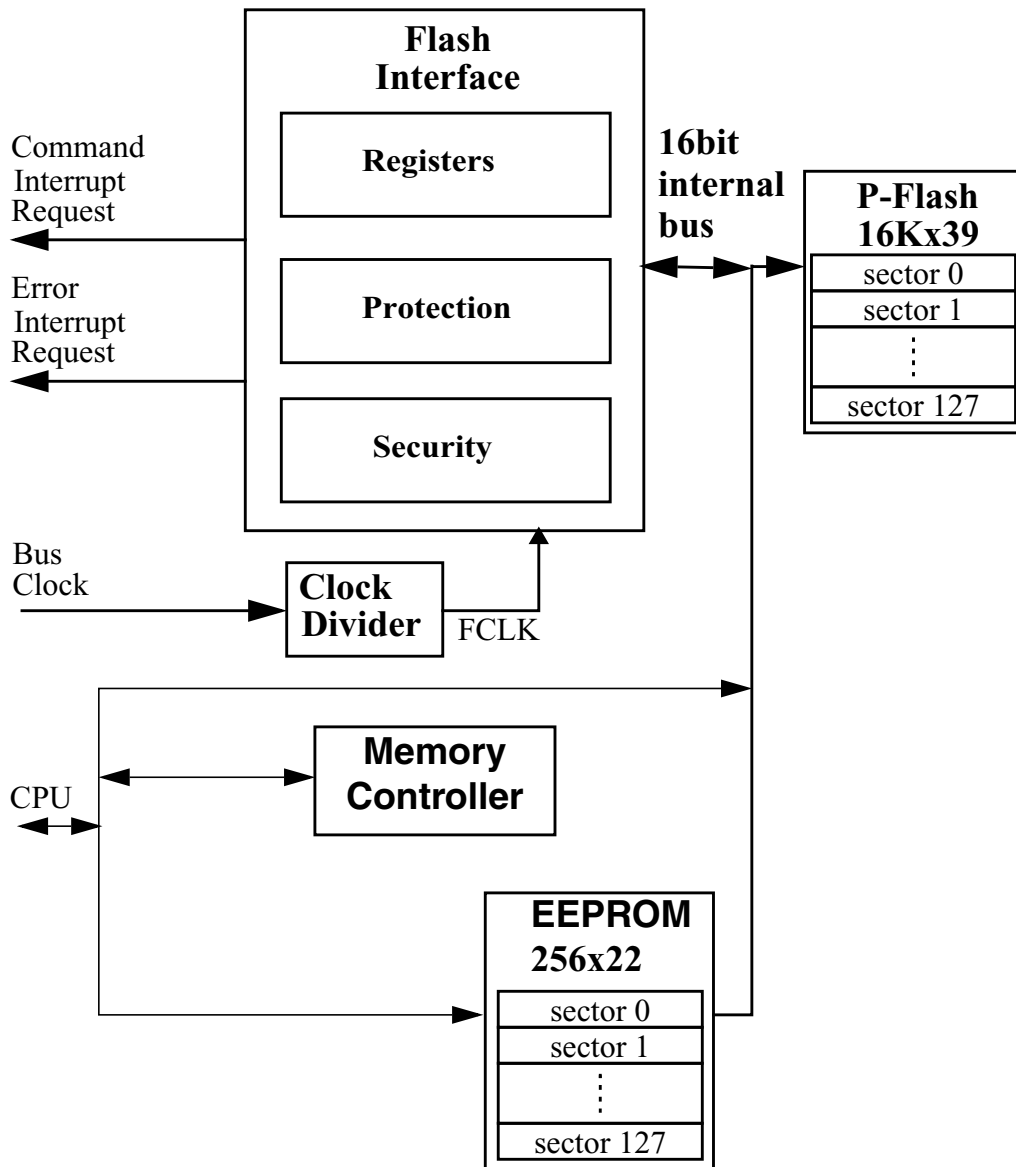 Flash
Interface
Registers
Protection
Security
Command
Interrupt
Request
Error
Interrupt
Request
16bit
internal
bus
P-Flash
16Kx39
sector 0
sector 1
sector 127
Bus
Clock
Clock
Divider
FCLK
Memory
Controller
CPU
EEPROM
256x22
sector 0
sector 1
sector 127